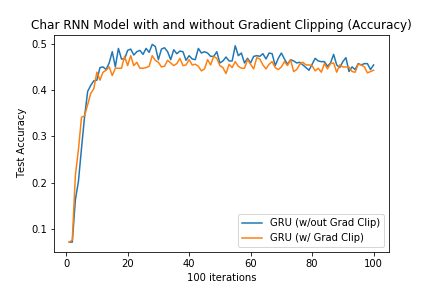 Char RNN Model with and without Gradient Clipping (Accuracy)
0.5
0.4
0.3
0.2
0.1
Test Accuracy
GRU (w/out Grad Clip)
GRU (w/ Grad Clip)
0 20 40 60 80 100
100 iterations